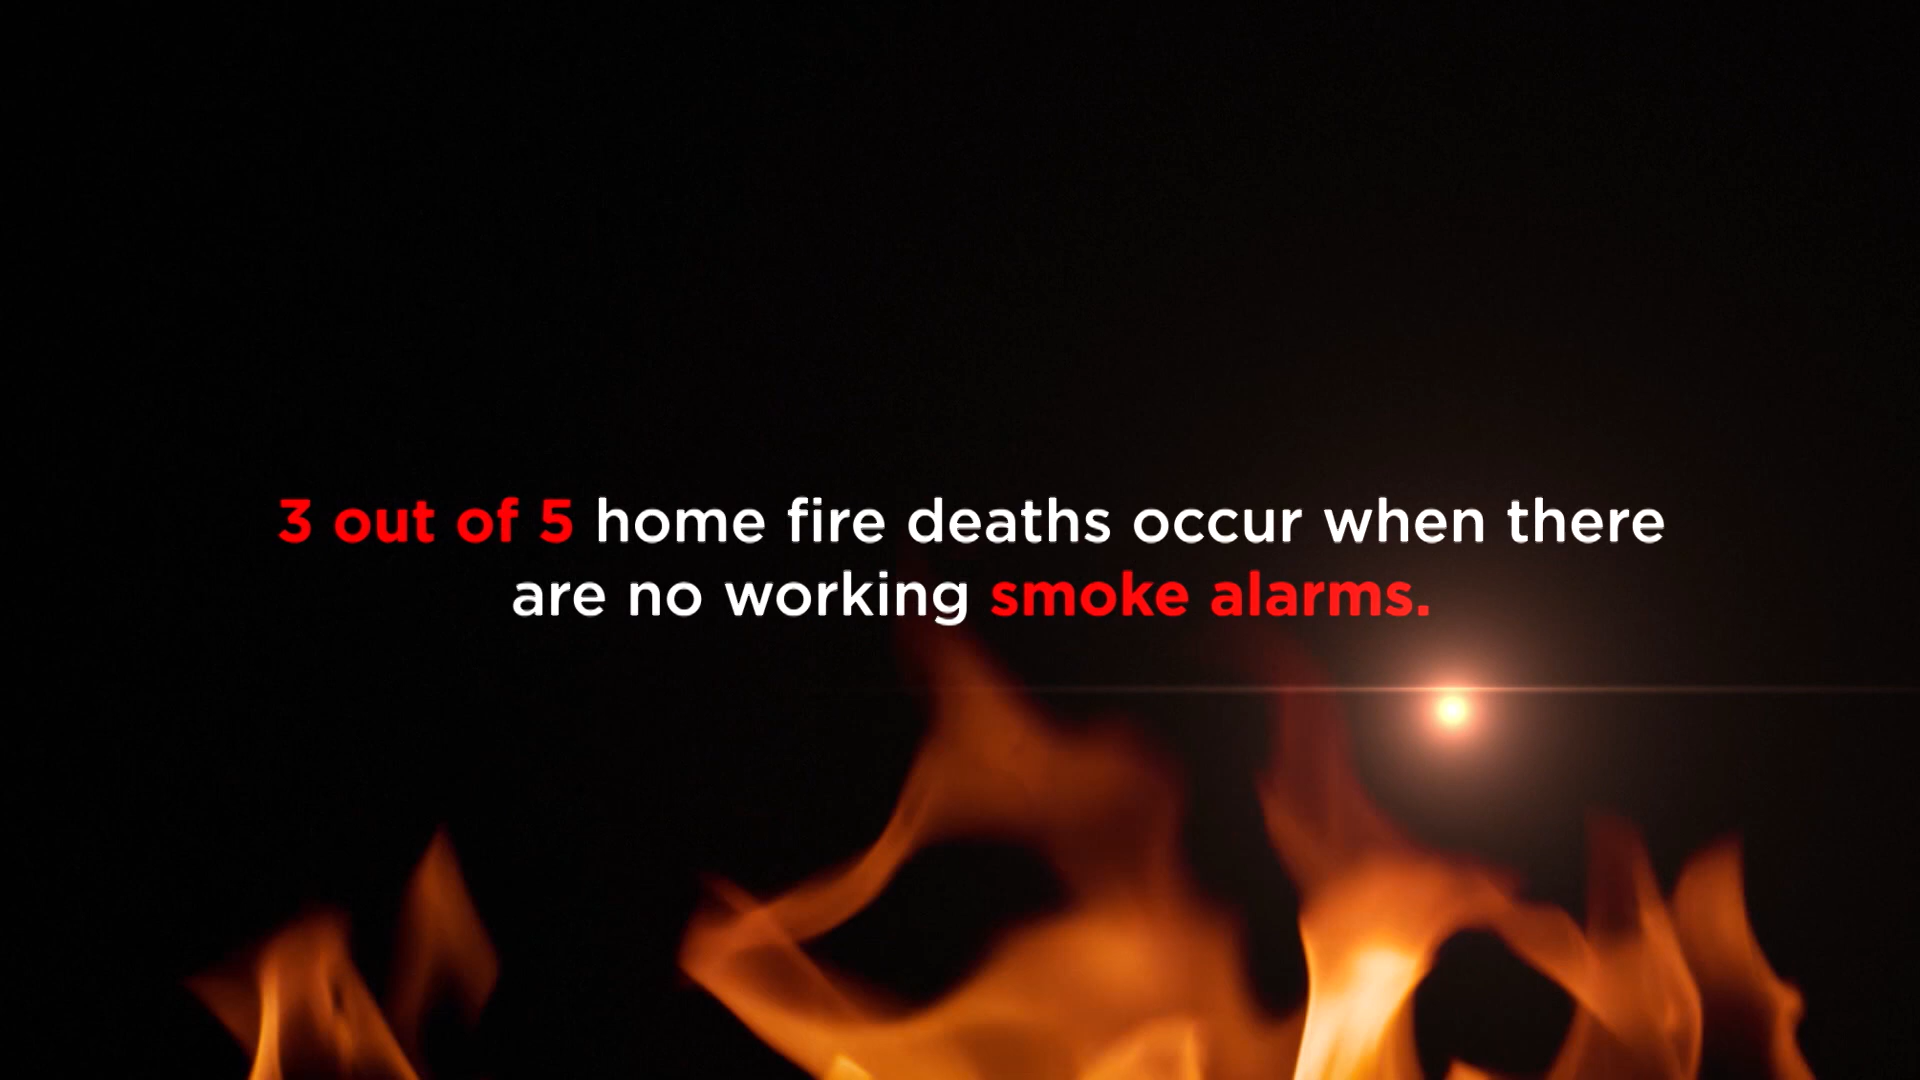 3 out of 5 home fire deaths occur when there
are no working smoke alarms.